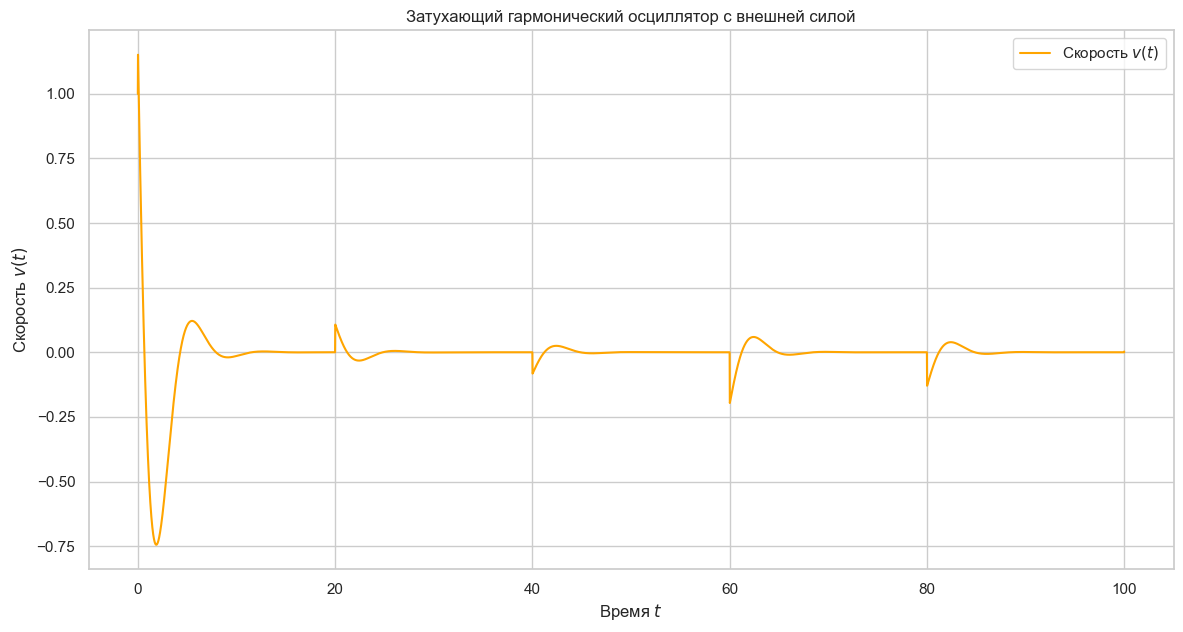 Затухающий гармонический осциллятор с внешней силой
Скорость v(t)
1.00
0.75
0.50
0.25
0.00
−0.25
−0.50
−0.75
Скорость v(t)
0 20 40 60 80 100
Время t